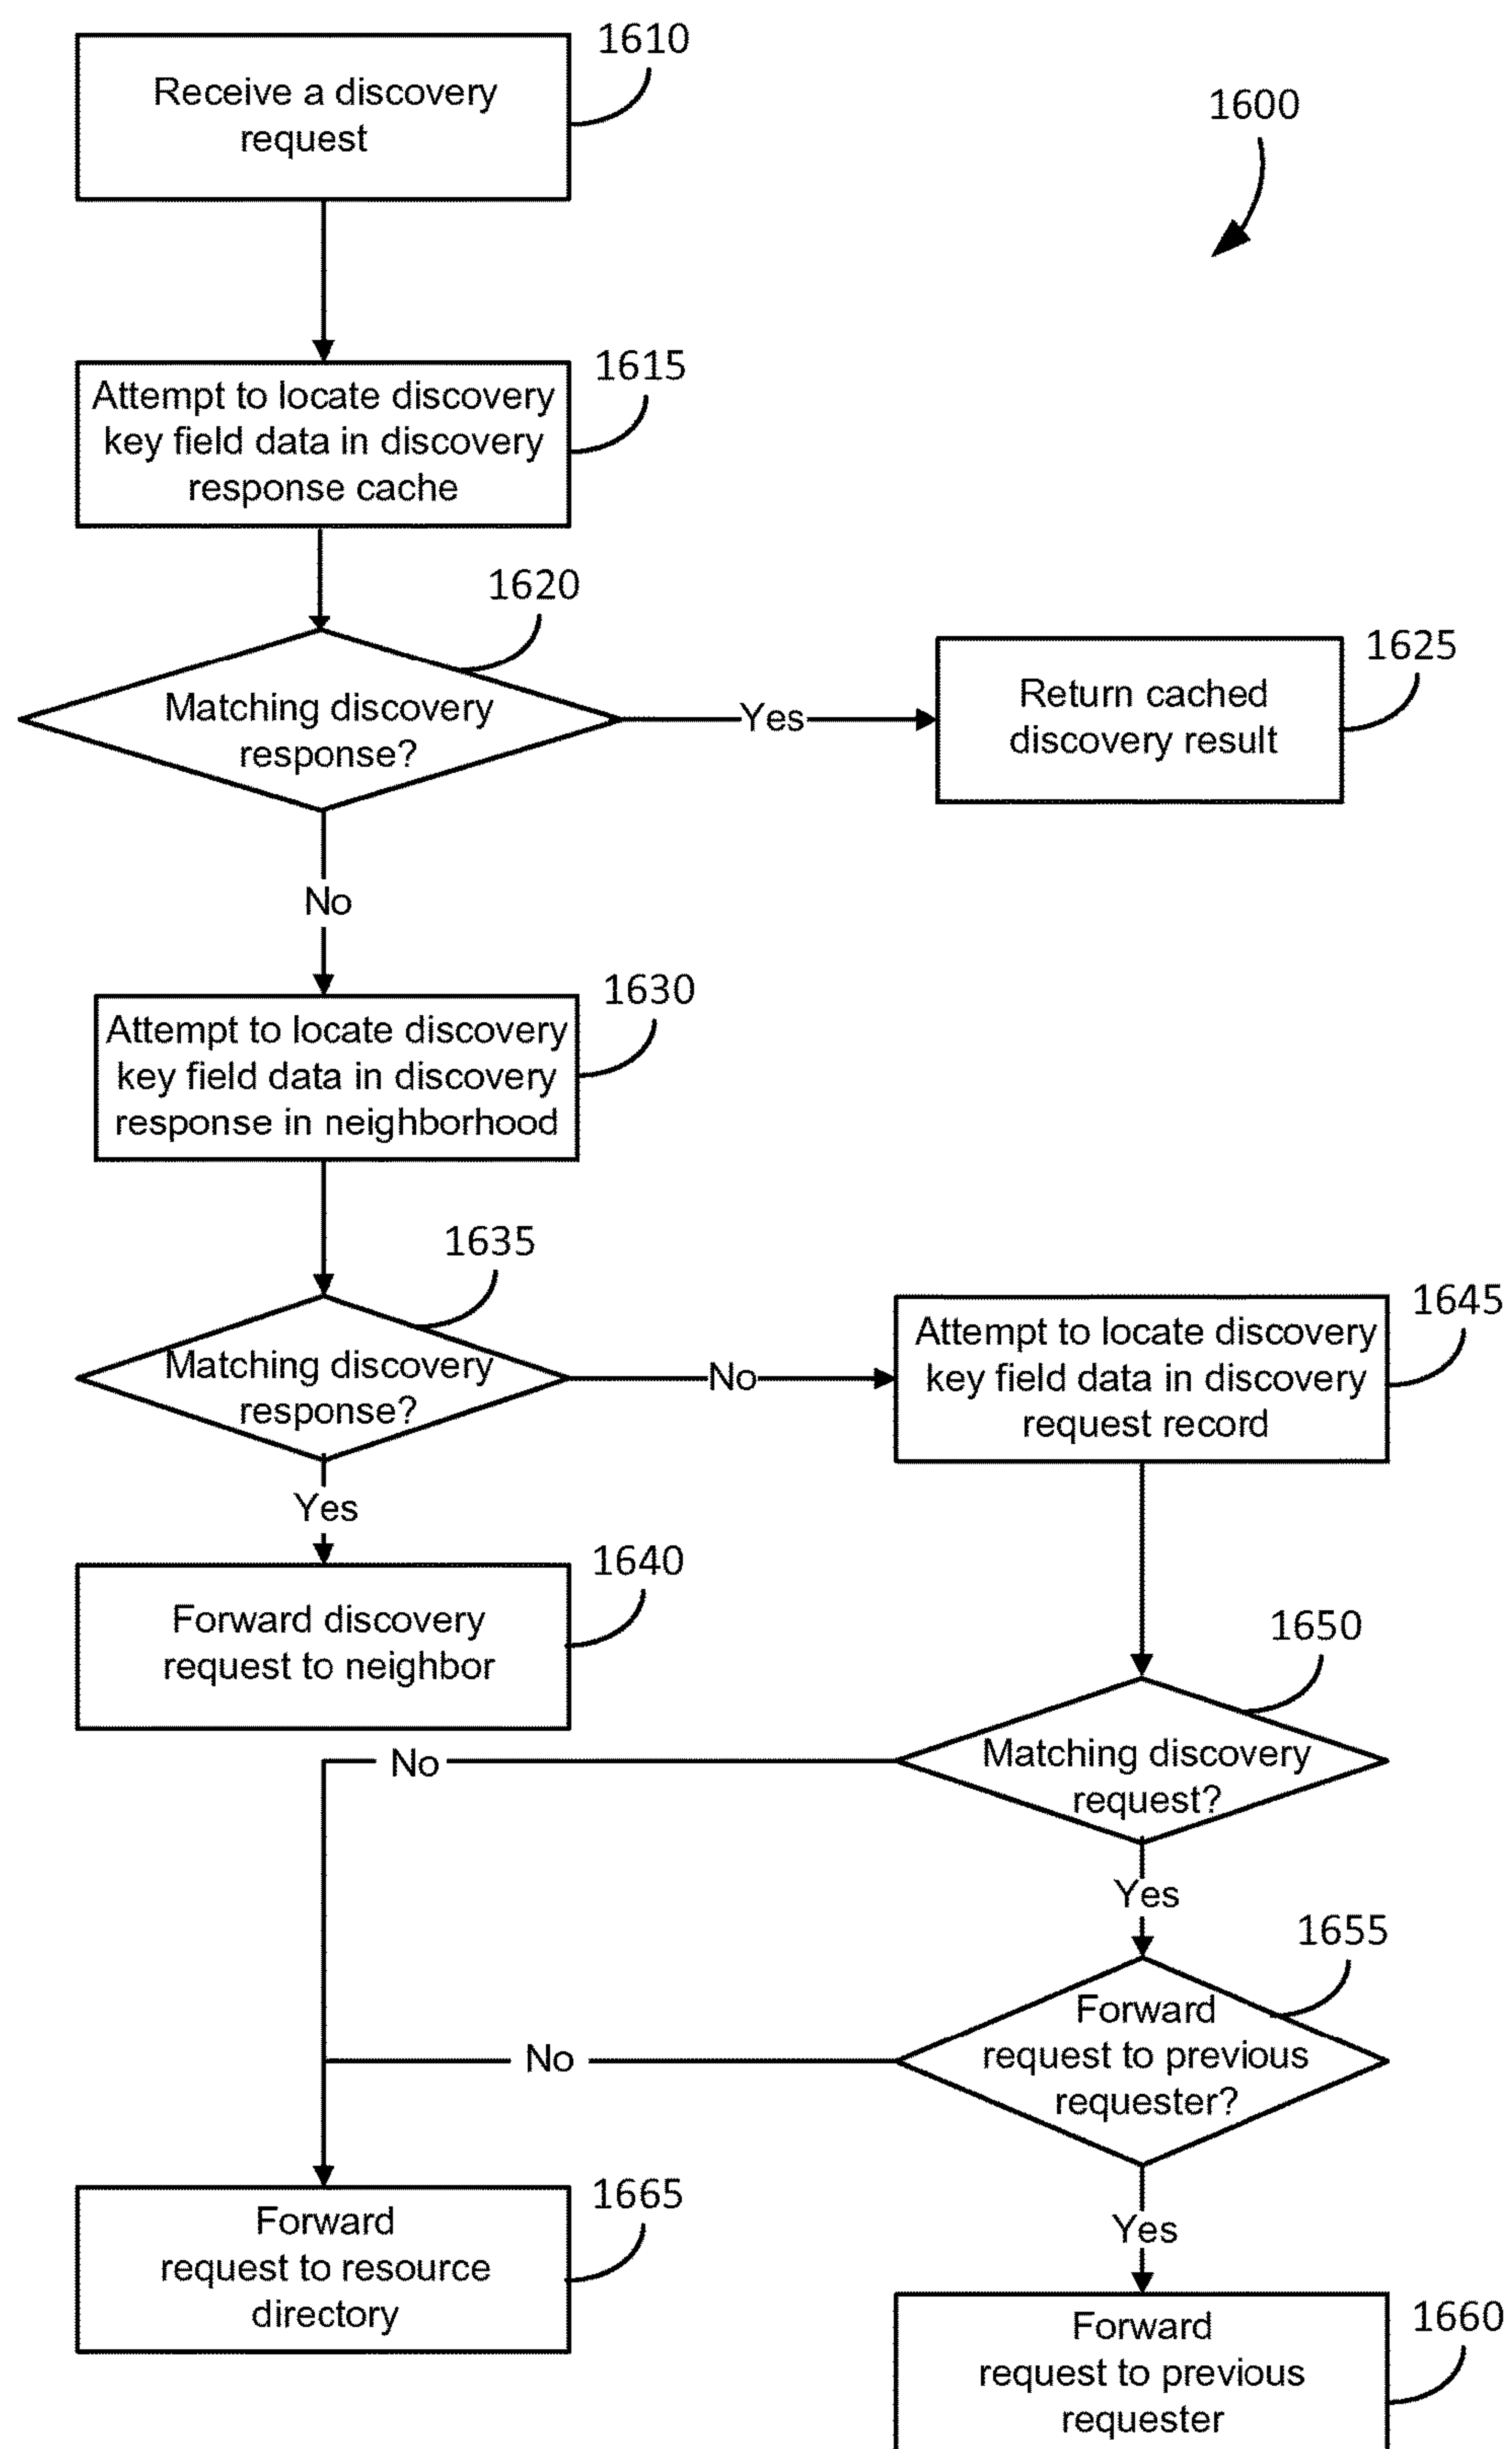 1610
Receive a discovery
request
1600
1615
Attempt to locate discovery
key field data in discovery
response cache
1620
Matching discovery
response?
Yes
1625
Return cached
discovery result
No
1630
Attempt to locate discovery
key field data in discovery
response in neighborhood
1635
Matching discovery
response?
No
1645
Attempt to locate discovery
key field data in discovery
request record
Yes
1640
Forward discovery
request to neighbor
1650
Matching discovery
request?
No
Yes
1655
Forward
request to previous
requester?
No
Yes
1665
Forward
request to resource
directory
1660
Forward
request to previous
requester